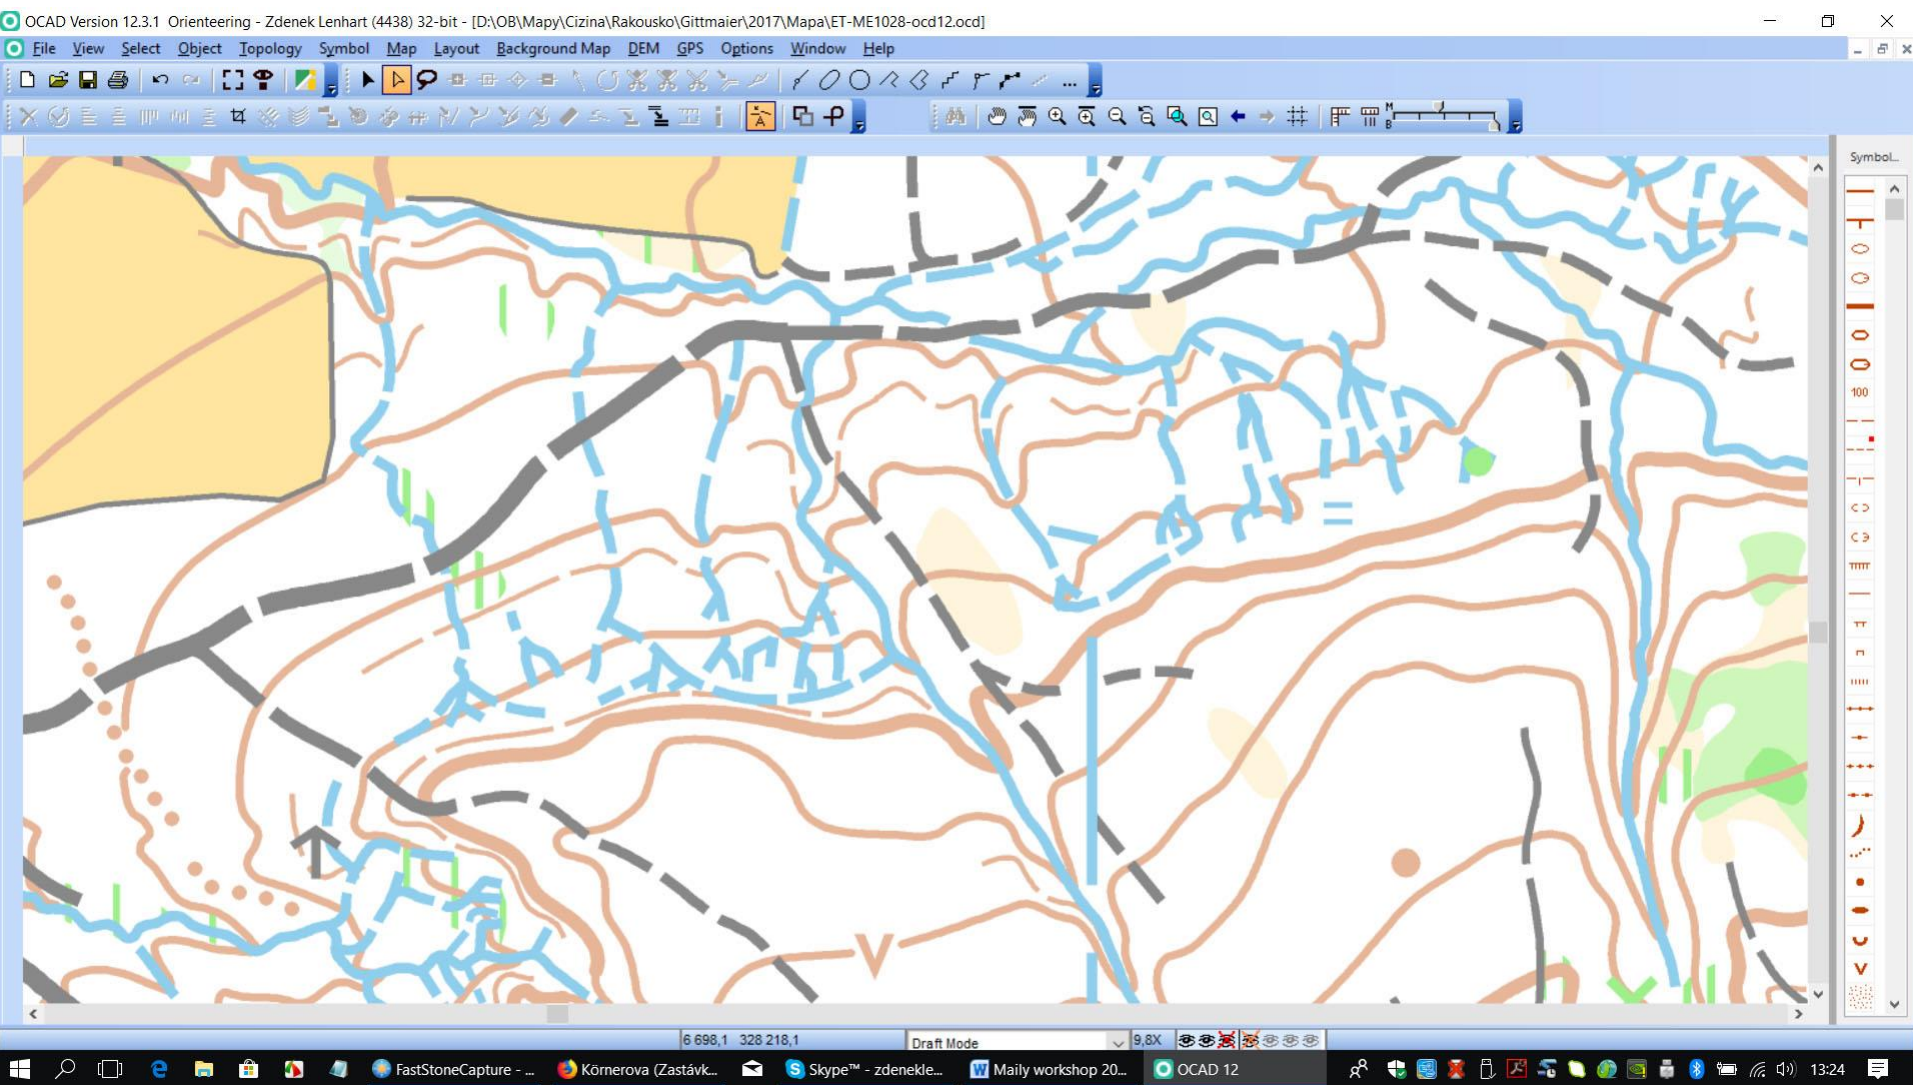 OCAD Version 12.3.1  Orienteering - Zdenek Lenhart (4438) 32-bit - [D:\OB\Mapy\Cizina\Rakousko\Gittmaier\2017\Mapa\ET-ME1028-ocd12.ocd]
File View Select Object Topology Symbol Map Layout Background Map DEM GPS Options Window Help
M
B
Symbol...
100
6 698,1   328 218,1
Draft Mode
9,8X
FastStoneCapture - ...
Körnerova (Zastávk...
Skype™ - zdenekle...
Maily workshop 20...
OCAD 12
13:24